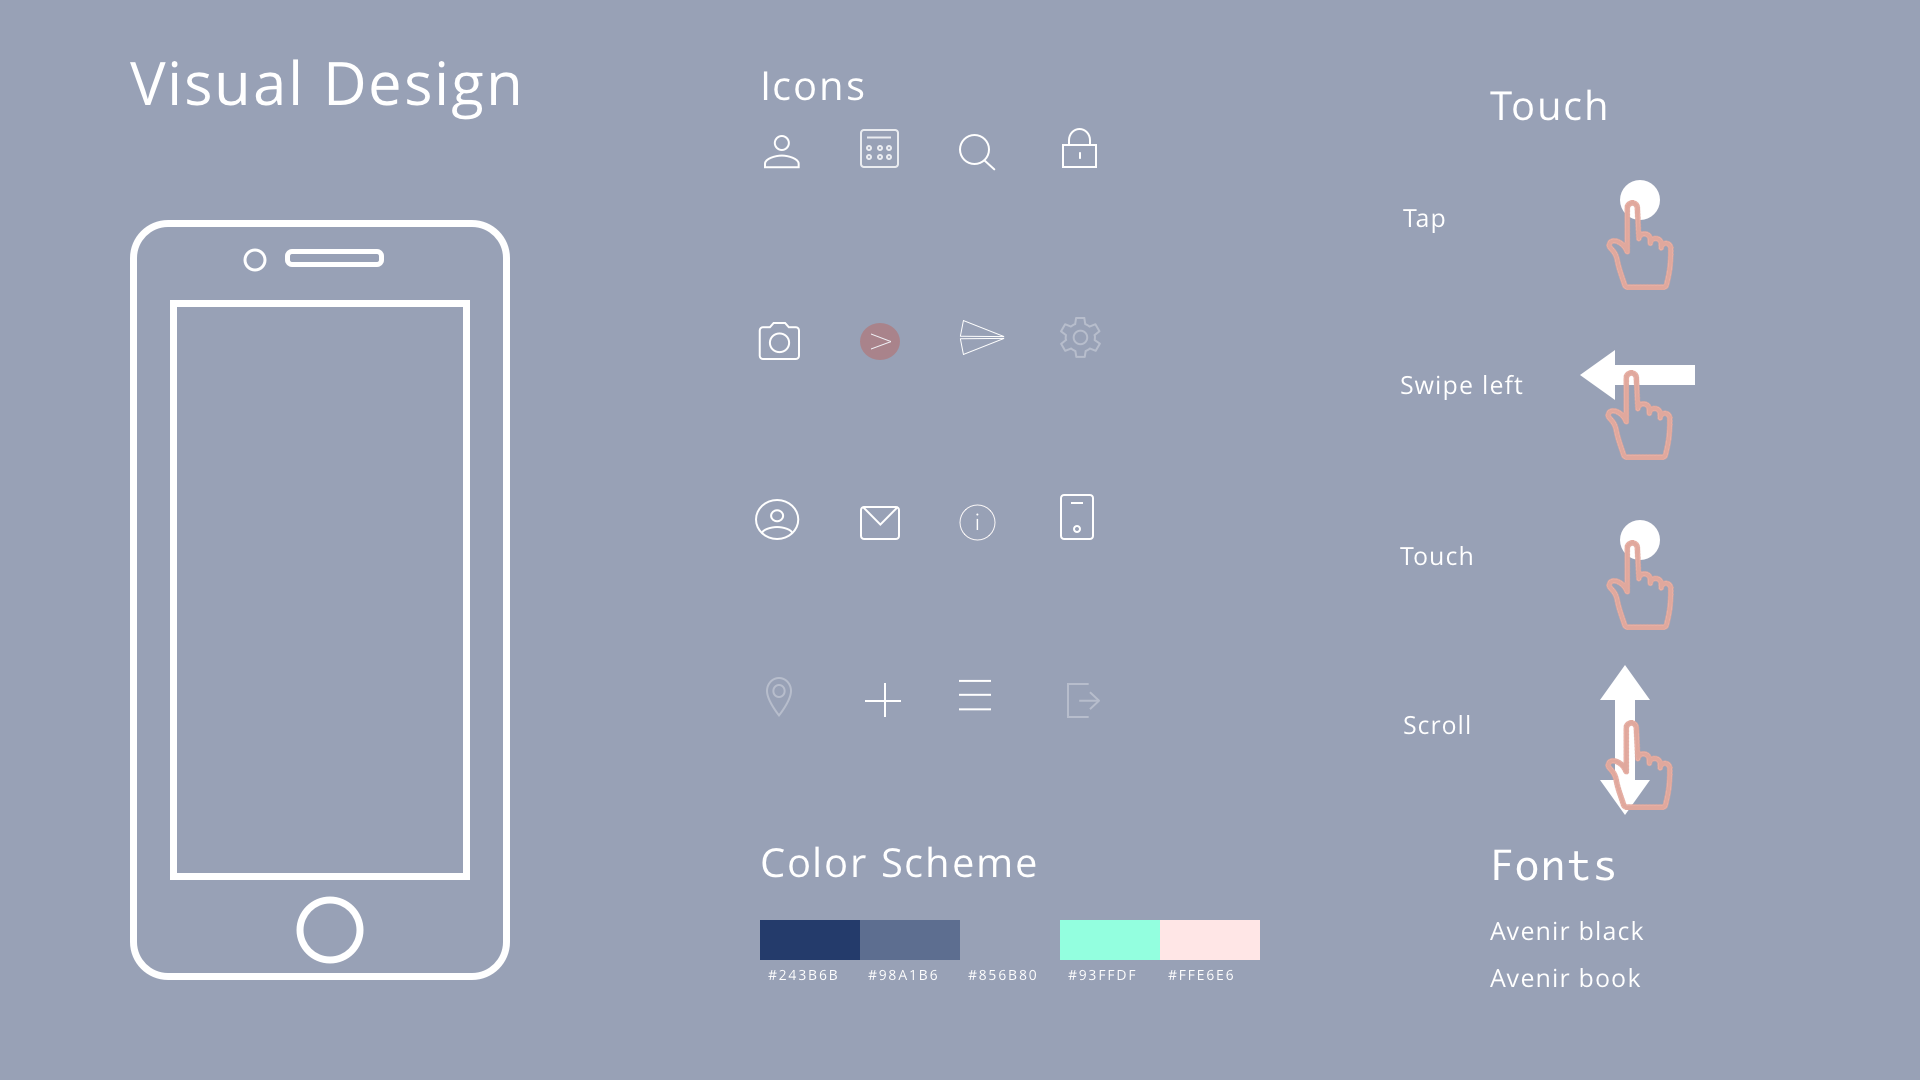 Visual Design
Icons
Color Scheme
#243B6B
#98A1B6
#856B80
#93FFDF
#FFE6E6
Touch
Tap
Swipe left
Touch
Scroll
Fonts
Avenir black
Avenir book